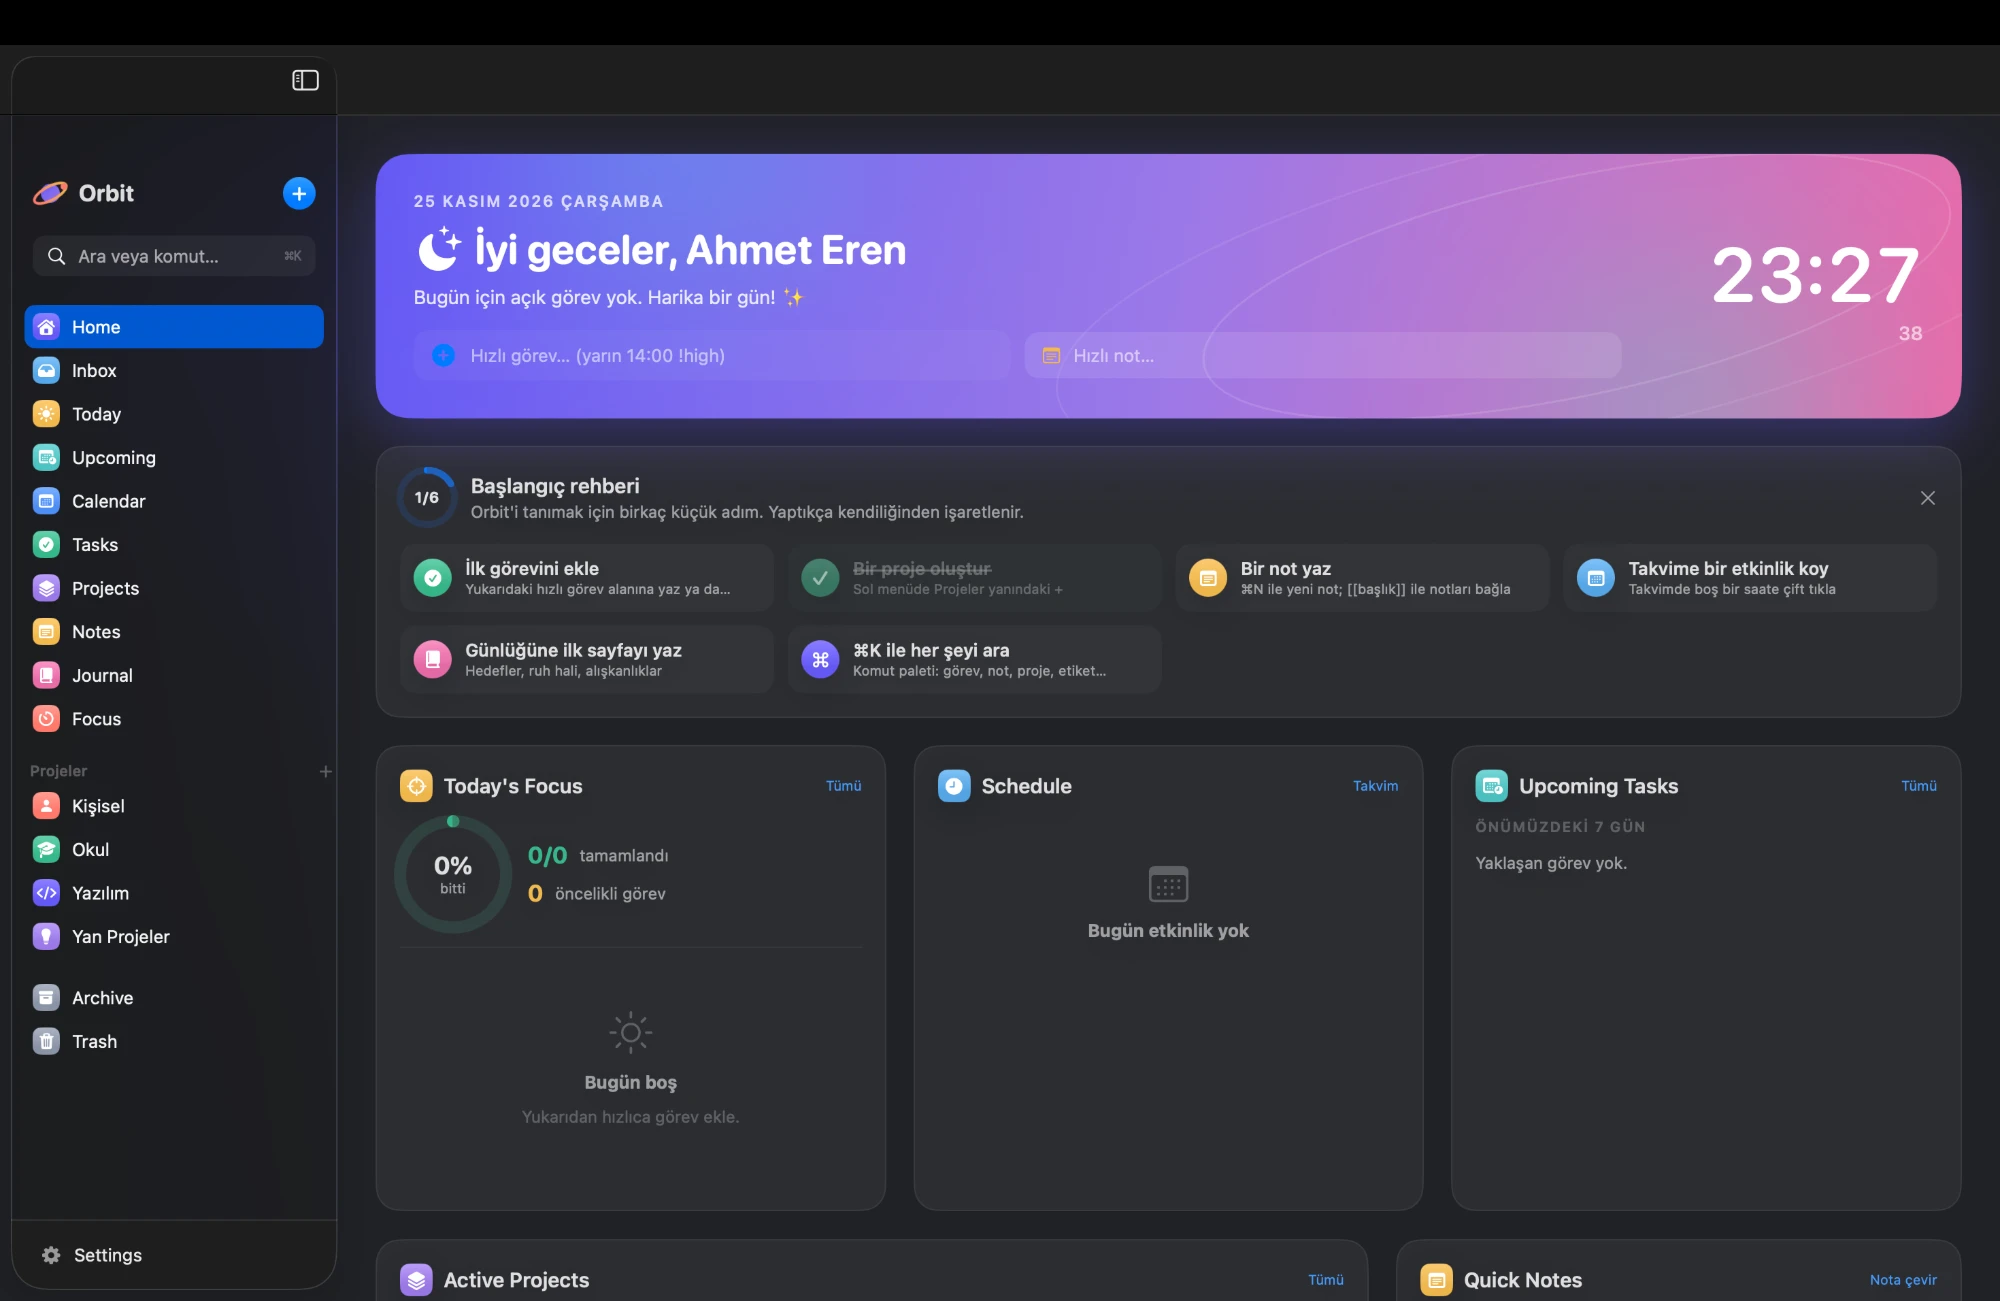 Orbit
Ara veya komut...
⌘K
Home
Inbox
Today
Upcoming
Calendar
Tasks
Projects
Notes
Journal
Focus
Projeler
Kişisel
Okul
Yazılım
Yan Projeler
Archive
Trash
Settings
25 KASIM 2026 ÇARŞAMBA
İyi geceler, Ahmet Eren
Bugün için açık görev yok. Harika bir gün! ✨
Hızlı görev... (yarın 14:00 !high)
Hızlı not...
23:27
38
1/6
Başlangıç rehberi
Orbit'i tanımak için birkaç küçük adım. Yaptıkça kendiliğinden işaretlenir.
İlk görevini ekle
Yukarıdaki hızlı görev alanına yaz ya da...
Bir proje oluştur
Sol menüde Projeler yanındaki +
Bir not yaz
⌘N ile yeni not; [[başlık]] ile notları bağla
Takvime bir etkinlik koy
Takvimde boş bir saate çift tıkla
Günlüğüne ilk sayfayı yaz
Hedefler, ruh hali, alışkanlıklar
⌘K ile her şeyi ara
Komut paleti: görev, not, proje, etiket...
Today's Focus
Tümü
0%
bitti
0/0 tamamlandı
0 öncelikli görev
Bugün boş
Yukarıdan hızlıca görev ekle.
Schedule
Takvim
Bugün etkinlik yok
Upcoming Tasks
Tümü
ÖNÜMÜZDEKİ 7 GÜN
Yaklaşan görev yok.
Active Projects
Tümü
Quick Notes
Nota çevir